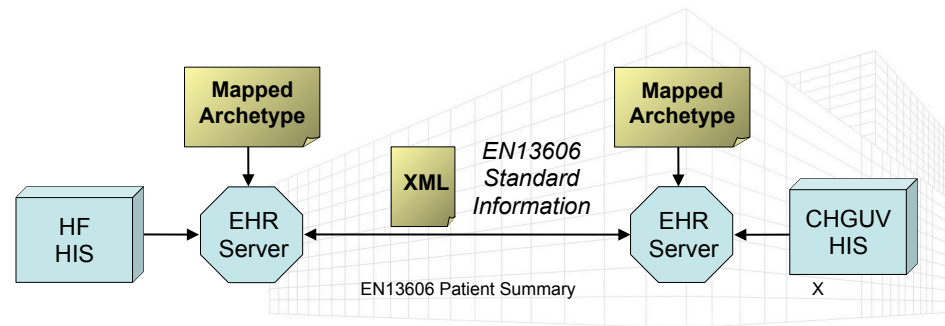 Mapped
Archetype
Mapped
Archetype
XML
EN13606
Standard
Information
HF
HIS
EHR
Server
EHR
Server
CHGUV
HIS
EN13606 Patient Summary
X